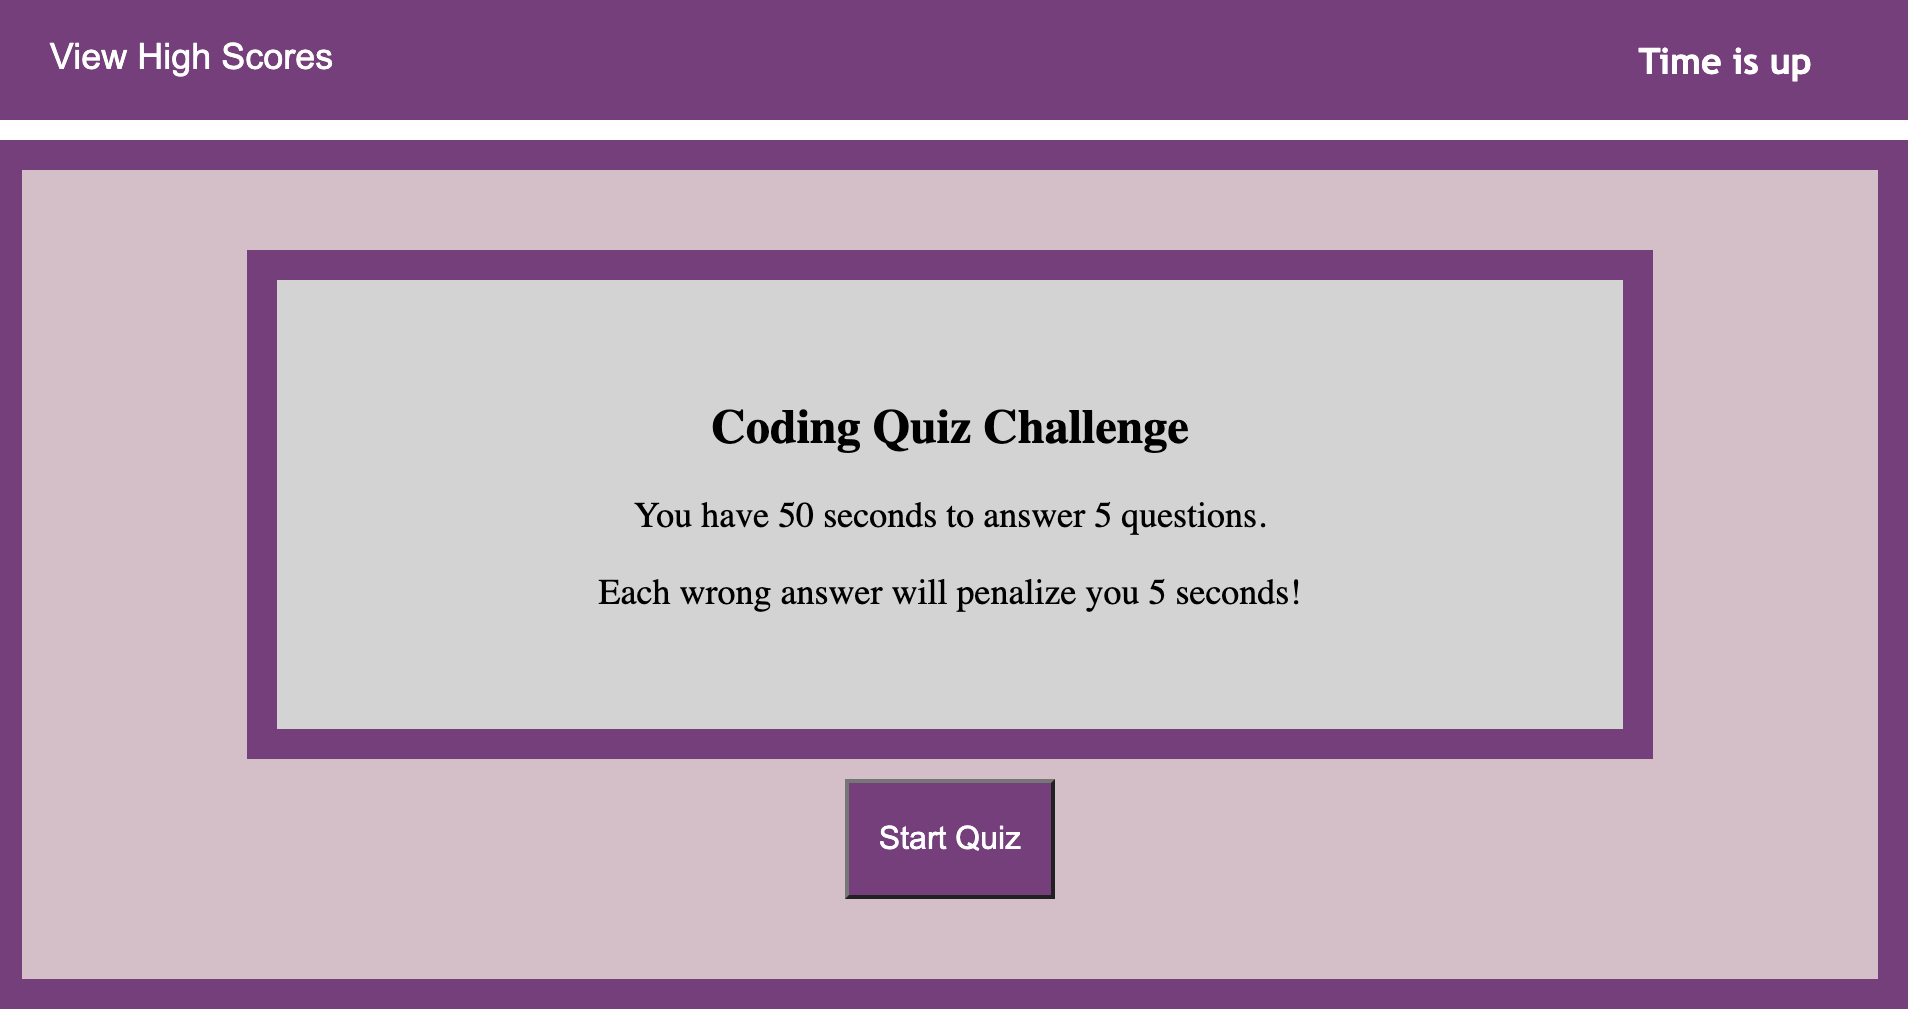 View High Scores
Time is up
Coding Quiz Challenge
You have 50 seconds to answer 5 questions.
Each wrong answer will penalize you 5 seconds!
Start Quiz